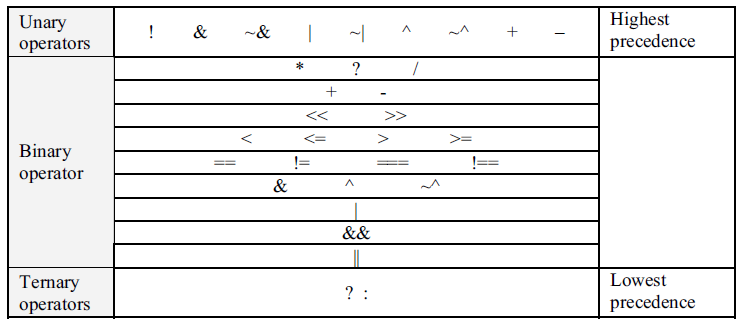 Unary operators ! & ~& | ~| ^ ~^ + – Highest precedence
Binary operator
* ? /
+ -
<< >>
< <= > >=
== != === !==
& ^ ~^
|
&&
||
Ternary operators ? : Lowest precedence